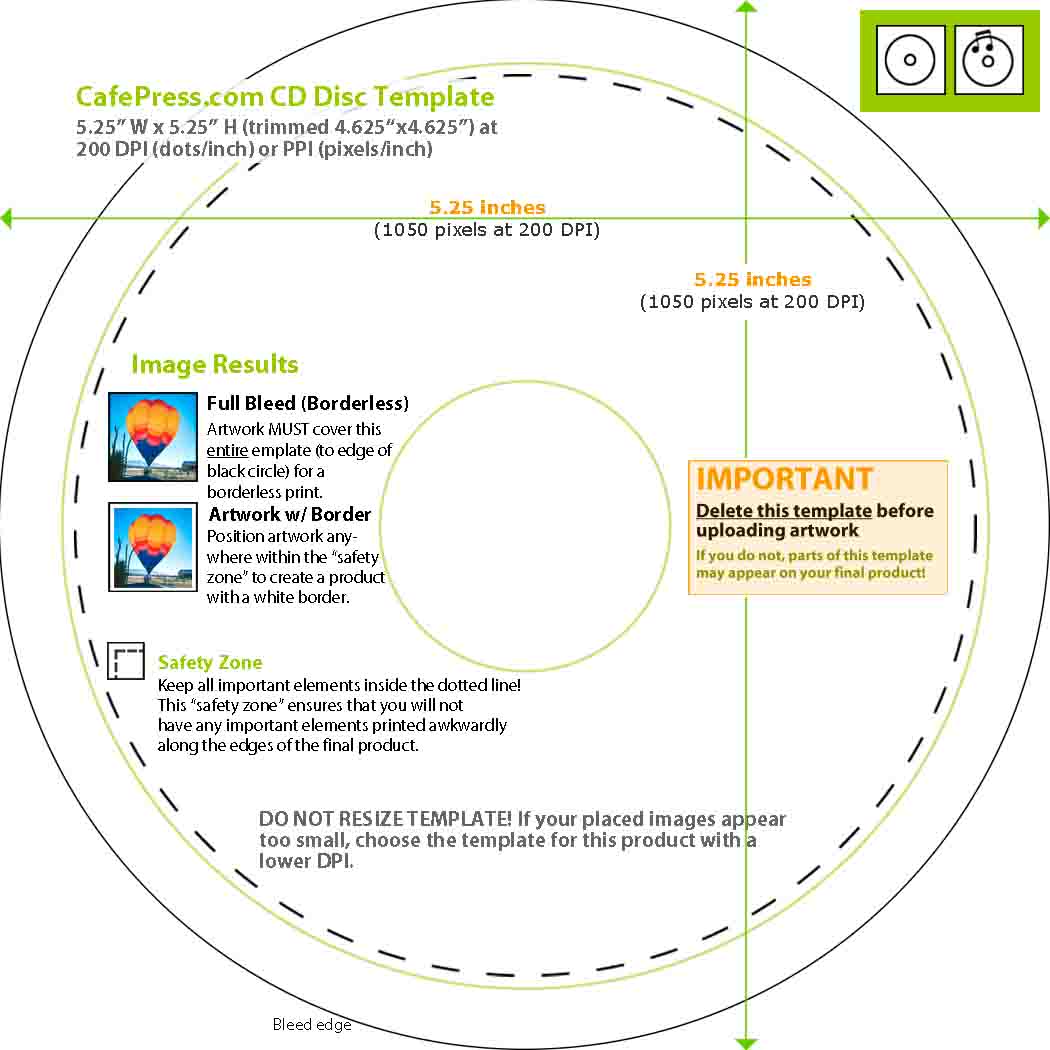 CafePress.com CD Disc Template
5.25” W x 5.25” H (trimmed 4.625“x4.625”) at
200 DPI (dots/inch) or PPI (pixels/inch)
5.25 inches
(1050 pixels at 200 DPI)
5.25 inches
(1050 pixels at 200 DPI)
Image Results
Full Bleed (Borderless)
Artwork MUST cover this
entire emplate (to edge of
black circle) for a
borderless print.
Artwork w/ Border
Position artwork any-
where within the “safety
zone” to create a product
with a white border.
IMPORTANT
Delete this template before
uploading artwork
If you do not, parts of this template
may appear on your final product!
Safety Zone
Keep all important elements inside the dotted line!
This “safety zone” ensures that you will not
have any important elements printed awkwardly
along the edges of the final product.
DO NOT RESIZE TEMPLATE! If your placed images appear
too small, choose the template for this product with a
lower DPI.
Bleed edge